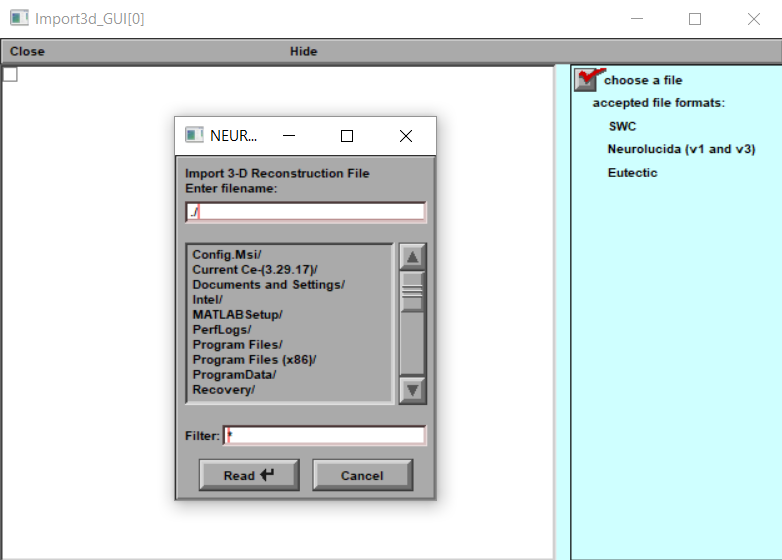 Import3d_GUI[0]
Close Hide
choose a file
accepted file formats:
SWC
Neurolucida (v1 and v3)
Eutectic
NEUR...
Import 3-D Reconstruction File
Enter filename:
./
Config.Msi/
Current Ce-(3.29.17)/
Documents and Settings/
Intel/
MATLABSetup/
PerfLogs/
Program Files/
Program Files (x86)/
ProgramData/
Recovery/
Filter: *
Read Cancel